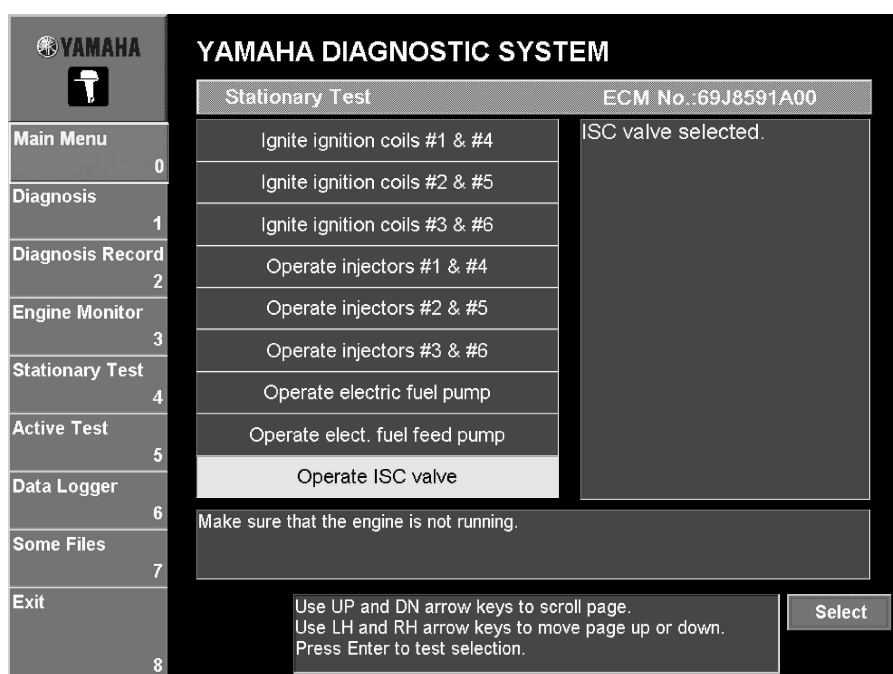 YAMAHA
YAMAHA DIAGNOSTIC SYSTEM
Stationary Test ECM No.:69J8591A00
Main Menu
0
Diagnosis
1
Diagnosis Record
2
Engine Monitor
3
Stationary Test
4
Active Test
5
Data Logger
6
Some Files
7
Exit
8
Ignite ignition coils #1 & #4
Ignite ignition coils #2 & #5
Ignite ignition coils #3 & #6
Operate injectors #1 & #4
Operate injectors #2 & #5
Operate injectors #3 & #6
Operate electric fuel pump
Operate elect. fuel feed pump
Operate ISC valve
ISC valve selected.
Make sure that the engine is not running.
Use UP and DN arrow keys to scroll page.
Use LH and RH arrow keys to move page up or down.
Press Enter to test selection.
Select